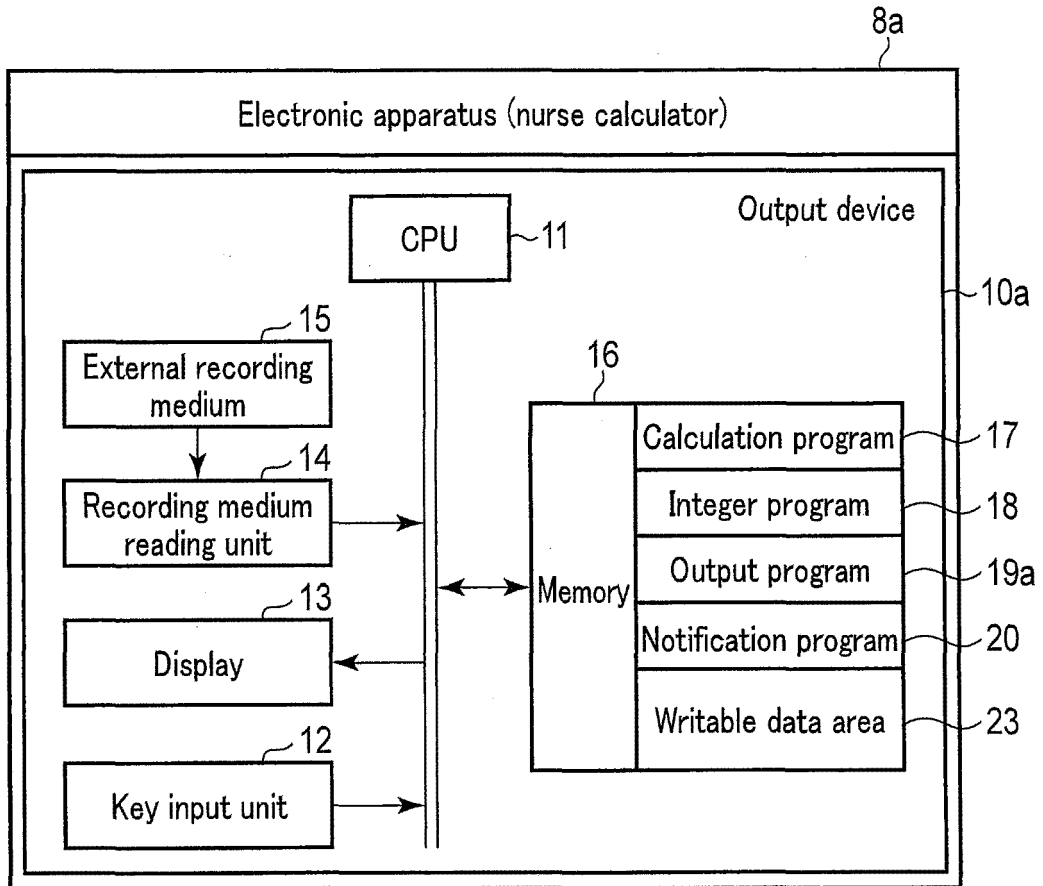 8a
Electronic apparatus (nurse calculator)
Output device
CPU
11
10a
15
External recording
medium
14
Recording medium
reading unit
13
Display
12
Key input unit
16
Memory
Calculation program
17
Integer program
18
Output program
19a
Notification program
20
Writable data area
23